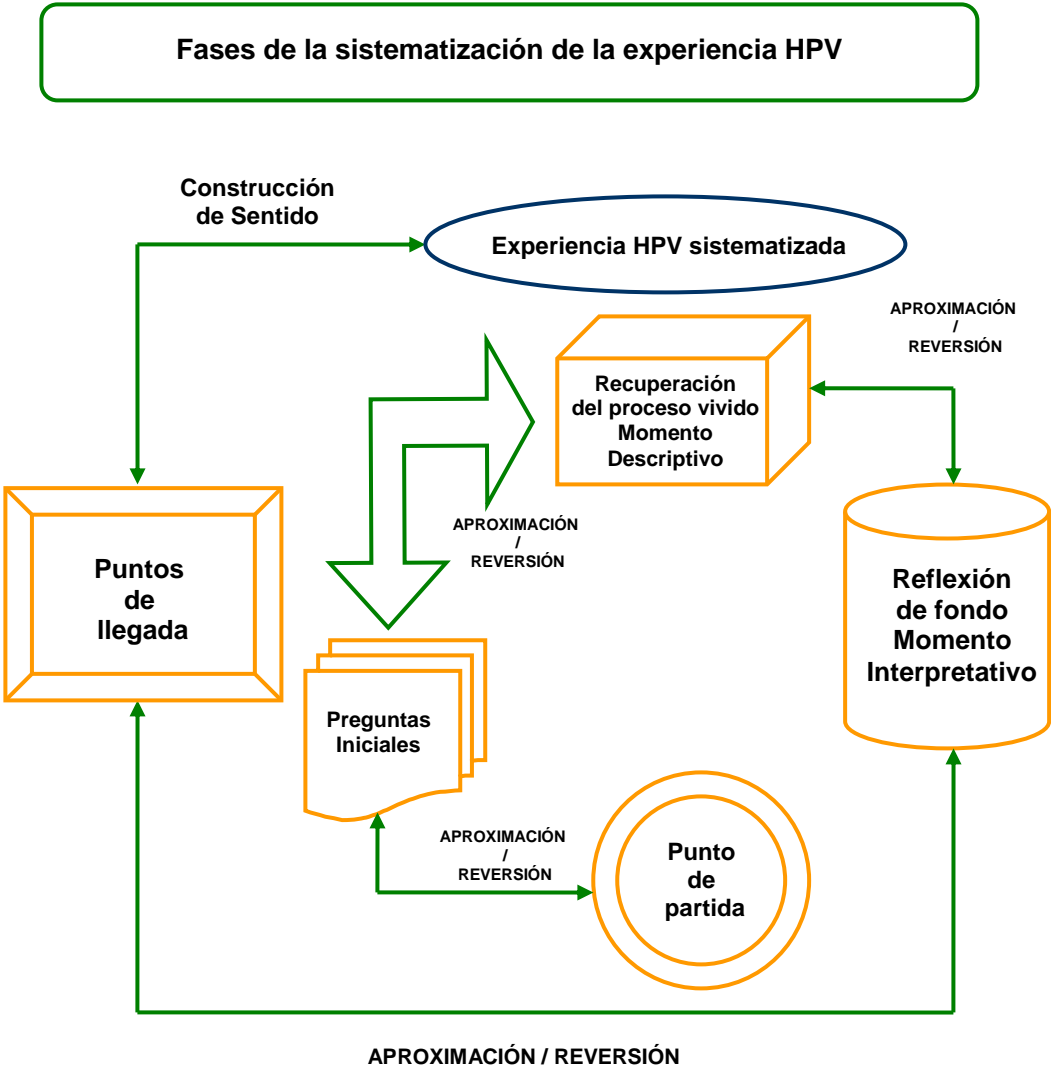 Fases de la sistematización de la experiencia HPV
Construcción
de Sentido
Experiencia HPV sistematizada
APROXIMACIÓN
/
REVERSIÓN
Recuperación
del proceso vivido
Momento
Descriptivo
APROXIMACIÓN
/
REVERSIÓN
Puntos
de
llegada
Reflexión
de fondo
Momento
Interpretativo
Preguntas
Iniciales
APROXIMACIÓN
/
REVERSIÓN
Punto
de
partida
APROXIMACIÓN / REVERSIÓN